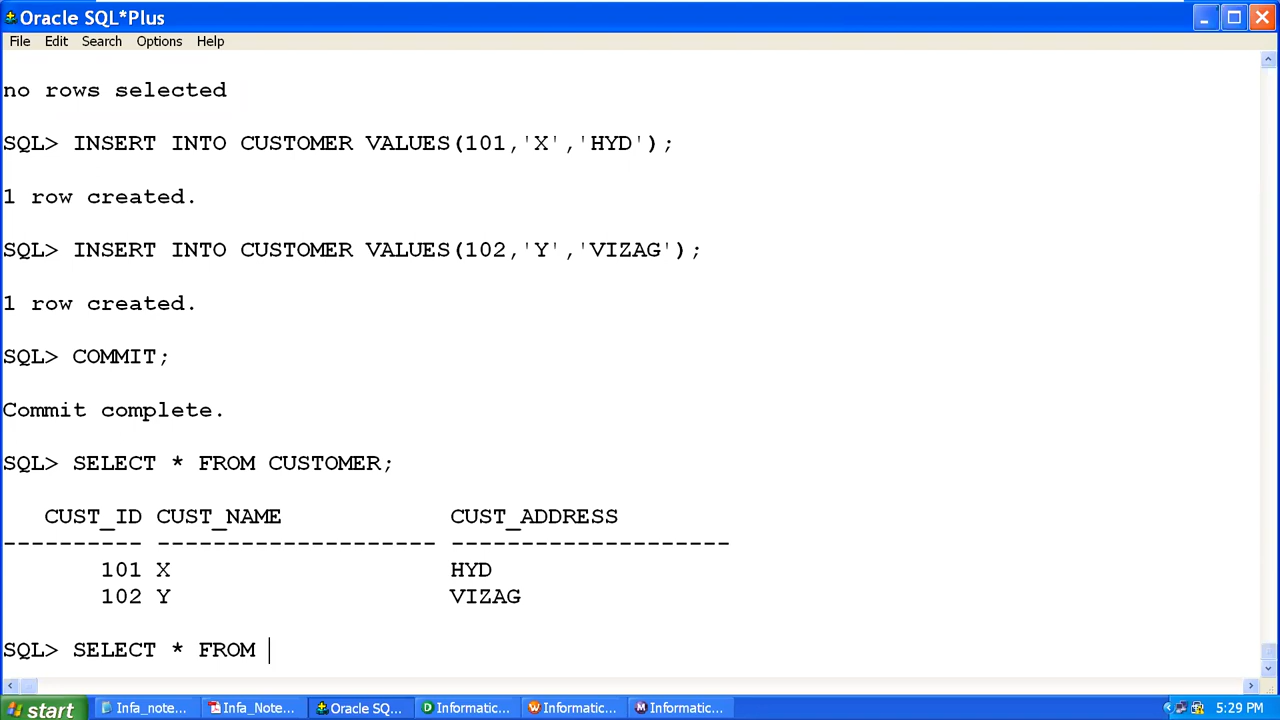 Oracle SQL*Plus
File Edit Search Options Help
no rows selected
SQL> INSERT INTO CUSTOMER VALUES(101,'X','HYD');
1 row created.
SQL> INSERT INTO CUSTOMER VALUES(102,'Y','VIZAG');
1 row created.
SQL> COMMIT;
Commit complete.
SQL> SELECT * FROM CUSTOMER;
CUST_ID CUST_NAME CUST_ADDRESS
---------- -------------------- --------------------
101 X HYD
102 Y VIZAG
SQL> SELECT * FROM
start Infa_note... Infa_Note... Oracle SQ... Informatic... Informatic... Informatic... 5:29 PM